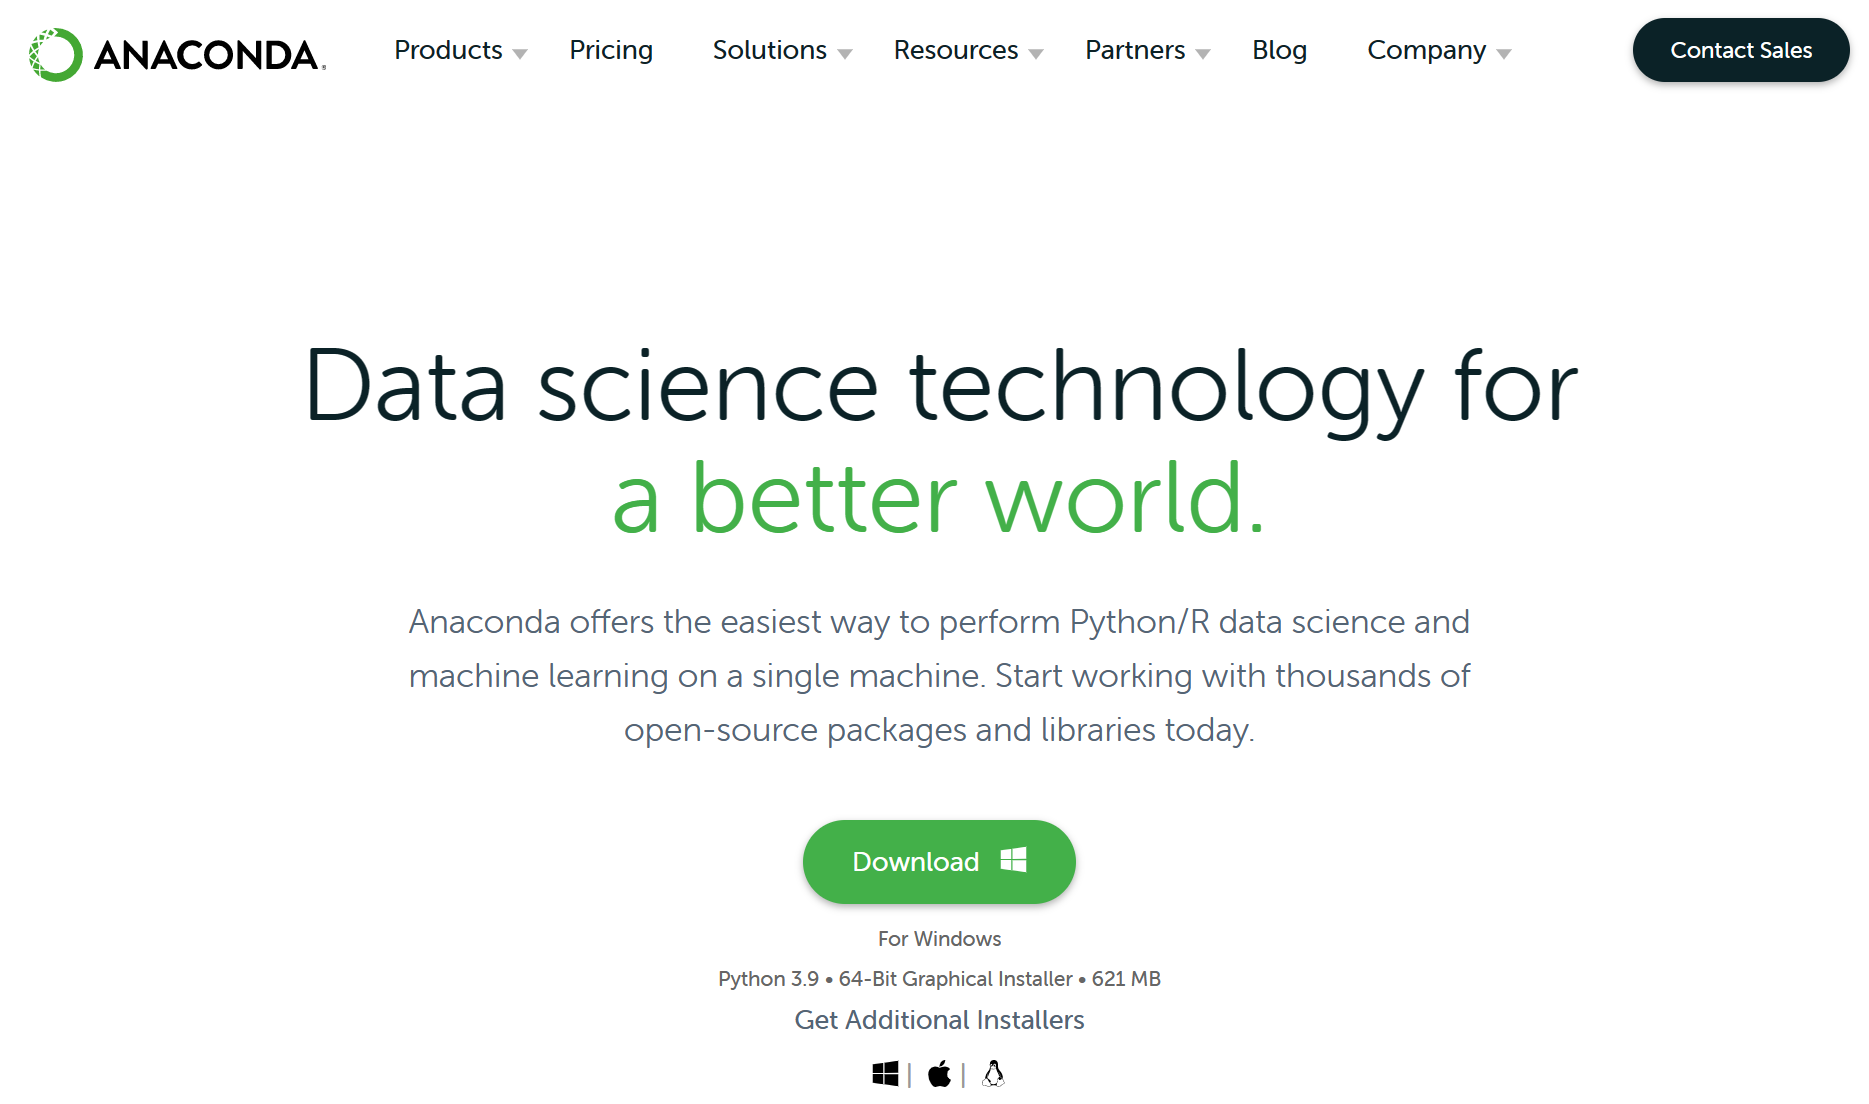 ANACONDA
Products Pricing Solutions Resources Partners Blog Company Contact Sales
Data science technology for
a better world.
Anaconda offers the easiest way to perform Python/R data science and
machine learning on a single machine. Start working with thousands of
open-source packages and libraries today.
Download
For Windows
Python 3.9 • 64-Bit Graphical Installer • 621 MB
Get Additional Installers
| |